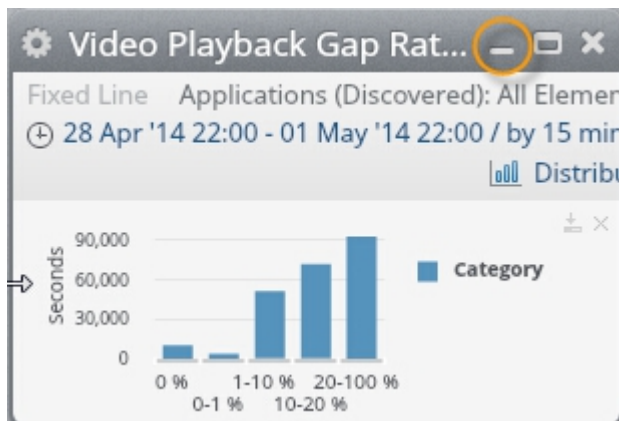 Video Playback Gap Rat...
Fixed Line Applications (Discovered): All Elemen
28 Apr '14 22:00 - 01 May '14 22:00 / by 15 min
Distribu
90,000
60,000
30,000
0
Seconds
Category
0 % 1-10 % 20-100 %
0-1 % 10-20 %